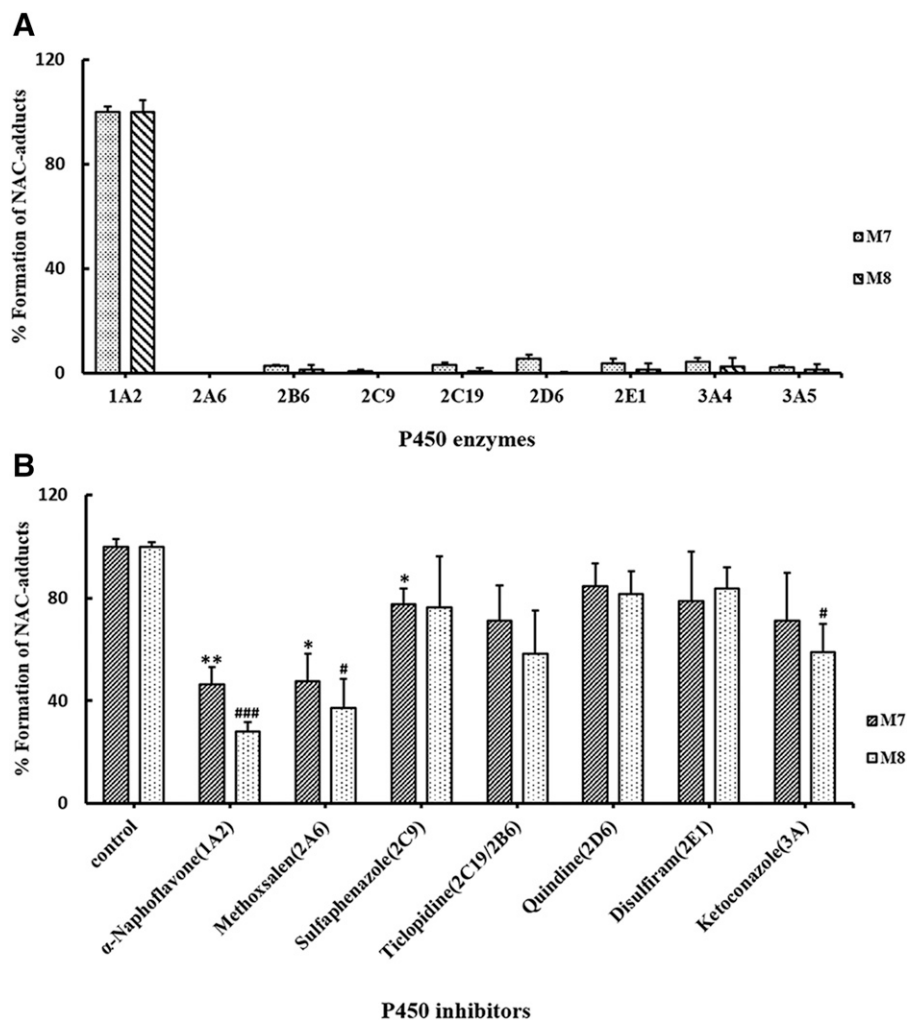 A
% Formation of NAC-adducts
120
80
40
0
1A2 2A6 2B6 2C9 2C19 2D6 2E1 3A4 3A5
P450 enzymes
M7
M8
B
% Formation of NAC-adducts
120
80
40
0
** ### * # * #
control
α-Naphoflavone(1A2)
Methoxsalen(2A6)
Sulfaphenazole(2C9)
Ticlopidine(2C19/2B6)
Quindine(2D6)
Disulfiram(2E1)
Ketoconazole(3A)
P450 inhibitors
M7
M8